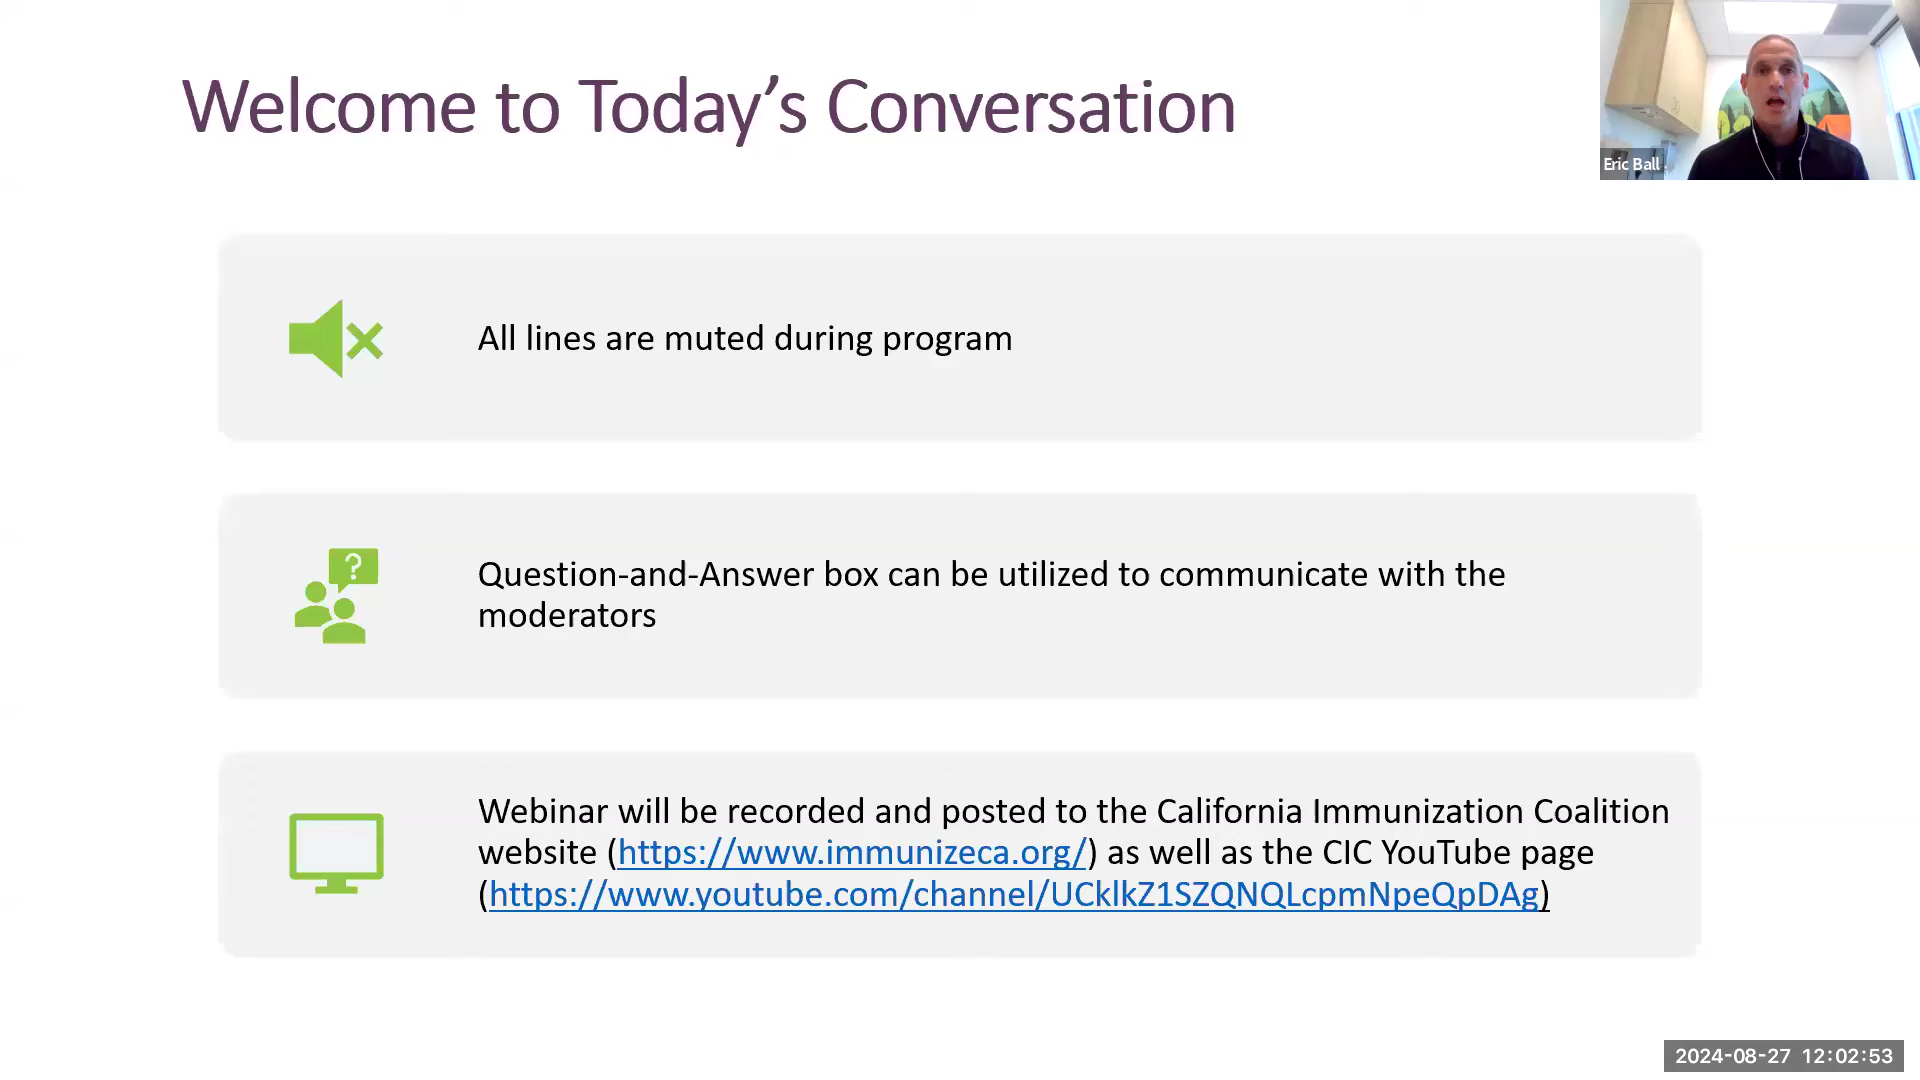 Welcome to Today’s Conversation
Eric Ball
All lines are muted during program
?
Question-and-Answer box can be utilized to communicate with the
moderators
Webinar will be recorded and posted to the California Immunization Coalition
website (https://www.immunizeca.org/) as well as the CIC YouTube page
(https://www.youtube.com/channel/UCklkZ1SZQNQLcpmNpeQpDAg)
2024-08-27 12:02:53